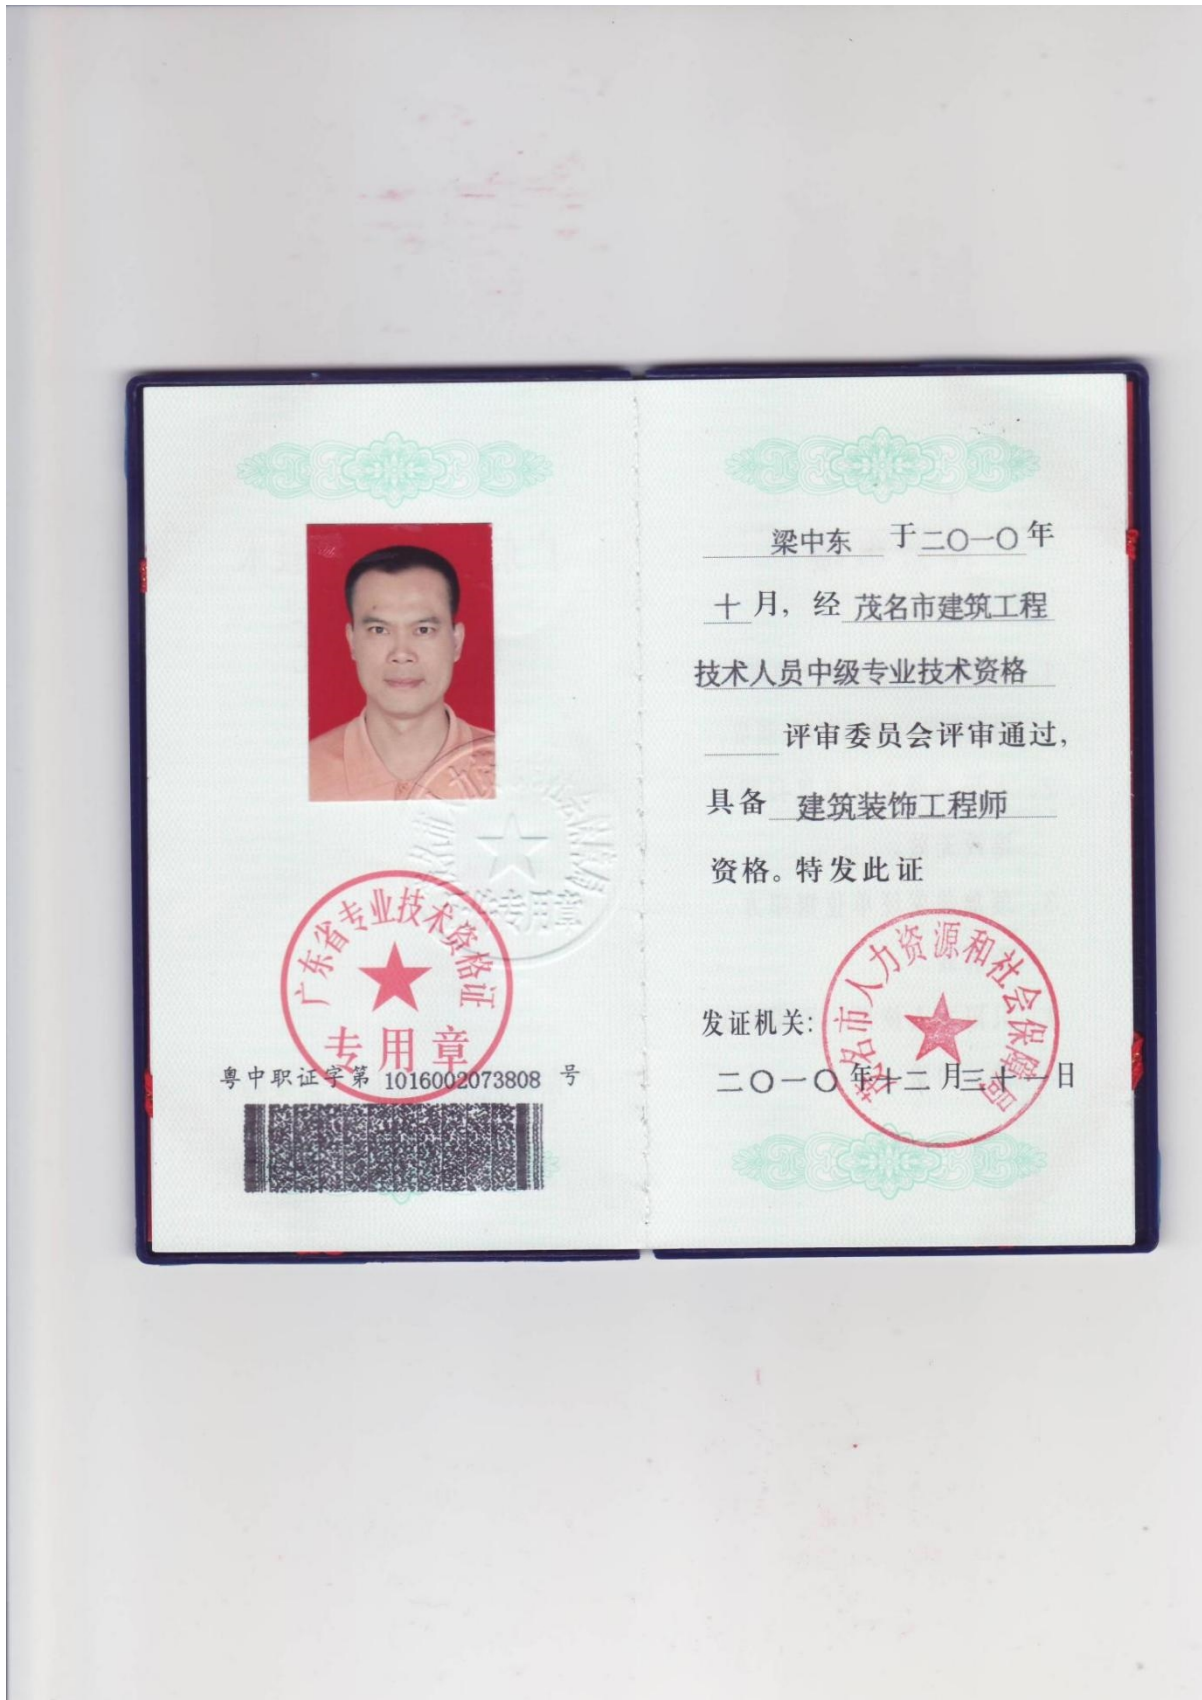 广东省专业技术资格证
专用章
粤中职证字第 1016002073808 号
梁中东 于二〇一〇年
十月，经茂名市建筑工程
技术人员中级专业技术资格
评审委员会评审通过，
具备 建筑装饰工程师
资格。特发此证
茂名市人力资源和社会保障局
发证机关：
二〇一〇年十二月三十一日